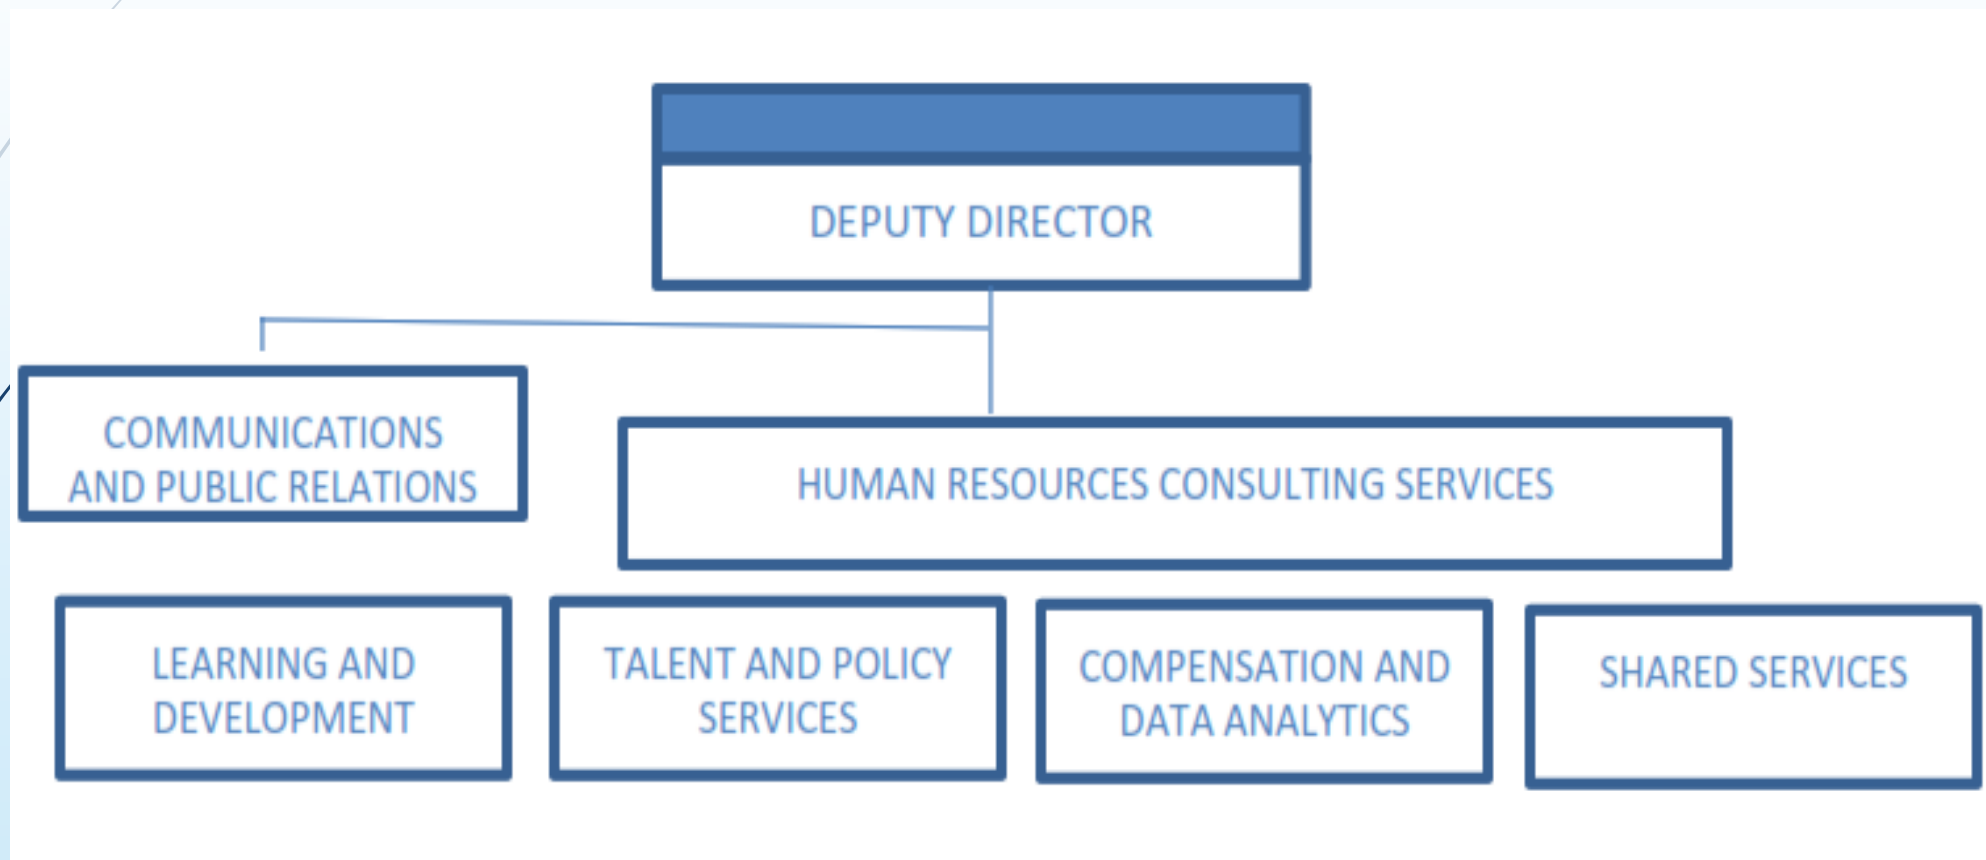 DEPUTY DIRECTOR
COMMUNICATIONS
AND PUBLIC RELATIONS
HUMAN RESOURCES CONSULTING SERVICES
LEARNING AND
DEVELOPMENT
TALENT AND POLICY
SERVICES
COMPENSATION AND
DATA ANALYTICS
SHARED SERVICES